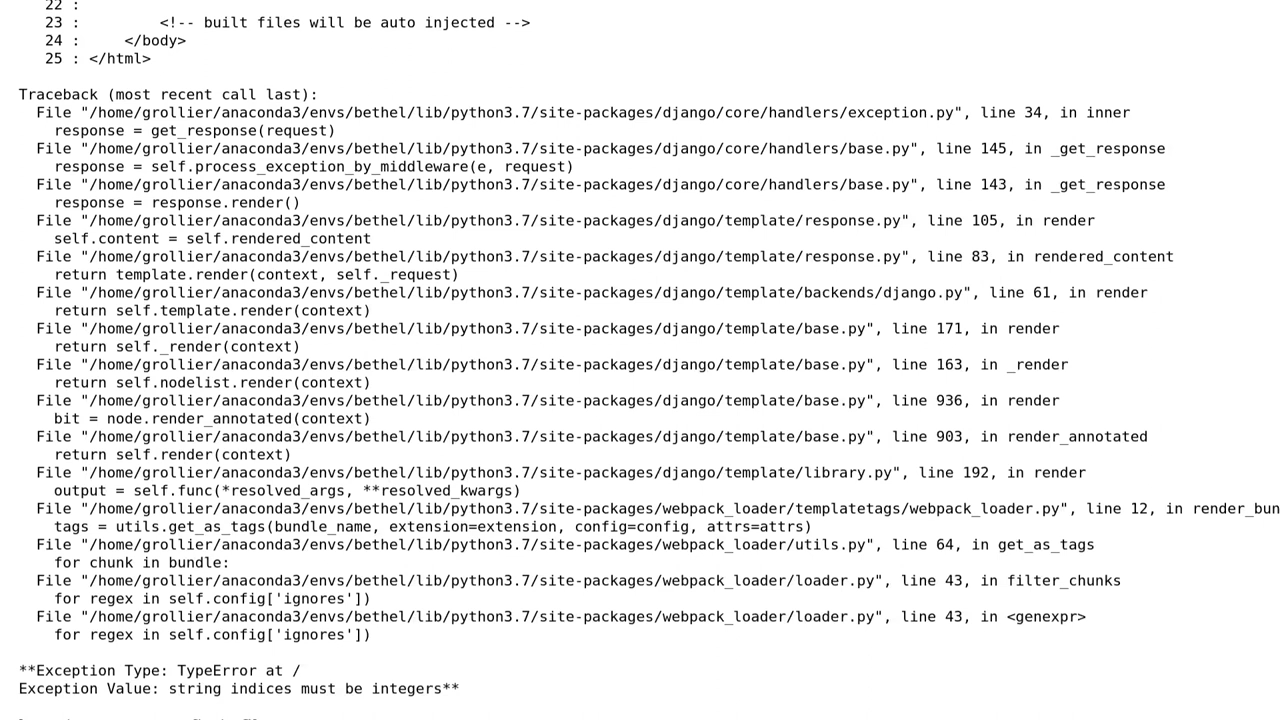 22 :
23 :         <!-- built files will be auto injected -->
24 :     </body>
25 : </html>
Traceback (most recent call last):
  File "/home/grollier/anaconda3/envs/bethel/lib/python3.7/site-packages/django/core/handlers/exception.py", line 34, in inner
    response = get_response(request)
  File "/home/grollier/anaconda3/envs/bethel/lib/python3.7/site-packages/django/core/handlers/base.py", line 145, in _get_response
    response = self.process_exception_by_middleware(e, request)
  File "/home/grollier/anaconda3/envs/bethel/lib/python3.7/site-packages/django/core/handlers/base.py", line 143, in _get_response
    response = response.render()
  File "/home/grollier/anaconda3/envs/bethel/lib/python3.7/site-packages/django/template/response.py", line 105, in render
    self.content = self.rendered_content
  File "/home/grollier/anaconda3/envs/bethel/lib/python3.7/site-packages/django/template/response.py", line 83, in rendered_content
    return template.render(context, self._request)
  File "/home/grollier/anaconda3/envs/bethel/lib/python3.7/site-packages/django/template/backends/django.py", line 61, in render
    return self.template.render(context)
  File "/home/grollier/anaconda3/envs/bethel/lib/python3.7/site-packages/django/template/base.py", line 171, in render
    return self._render(context)
  File "/home/grollier/anaconda3/envs/bethel/lib/python3.7/site-packages/django/template/base.py", line 163, in _render
    return self.nodelist.render(context)
  File "/home/grollier/anaconda3/envs/bethel/lib/python3.7/site-packages/django/template/base.py", line 936, in render
    bit = node.render_annotated(context)
  File "/home/grollier/anaconda3/envs/bethel/lib/python3.7/site-packages/django/template/base.py", line 903, in render_annotated
    return self.render(context)
  File "/home/grollier/anaconda3/envs/bethel/lib/python3.7/site-packages/django/template/library.py", line 192, in render
    output = self.func(*resolved_args, **resolved_kwargs)
  File "/home/grollier/anaconda3/envs/bethel/lib/python3.7/site-packages/webpack_loader/templatetags/webpack_loader.py", line 12, in render_bun
    tags = utils.get_as_tags(bundle_name, extension=extension, config=config, attrs=attrs)
  File "/home/grollier/anaconda3/envs/bethel/lib/python3.7/site-packages/webpack_loader/utils.py", line 64, in get_as_tags
    for chunk in bundle:
  File "/home/grollier/anaconda3/envs/bethel/lib/python3.7/site-packages/webpack_loader/loader.py", line 43, in filter_chunks
    for regex in self.config['ignores'])
  File "/home/grollier/anaconda3/envs/bethel/lib/python3.7/site-packages/webpack_loader/loader.py", line 43, in <genexpr>
    for regex in self.config['ignores'])
**Exception Type: TypeError at /
Exception Value: string indices must be integers**